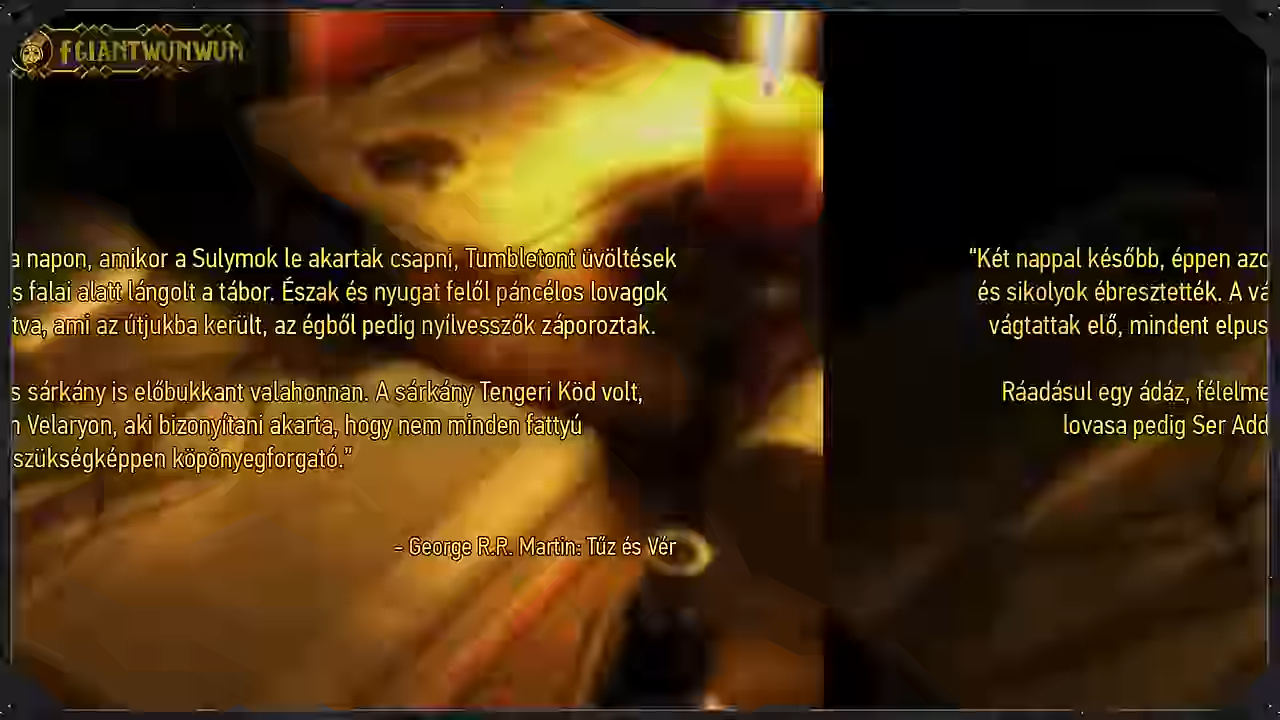 FGIANTWUNWUN
a napon, amikor a Sulymok le akartak csapni, Tumbletont üvöltések
s falai alatt lángolt a tábor. Észak és nyugat felől páncélos lovagok
tva, ami az útjukba került, az égből pedig nyílvesszők záporoztak.
s sárkány is előbukkant valahonnan. A sárkány Tengeri Köd volt,
n Velaryon, aki bizonyítani akarta, hogy nem minden fattyú
szükségképpen köpönyegforgató.”
- George R.R. Martin: Tűz és Vér
"Két nappal később, éppen azo
és sikolyok ébresztették. A vá
vágtattak elő, mindent elpus
Ráadásul egy ádáz, félelme
lovasa pedig Ser Add